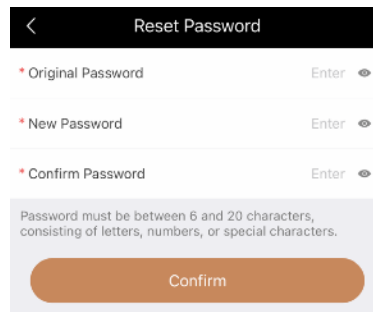 Reset Password
* Original Password Enter
* New Password Enter
* Confirm Password Enter
Password must be between 6 and 20 characters,
consisting of letters, numbers, or special characters.
Confirm